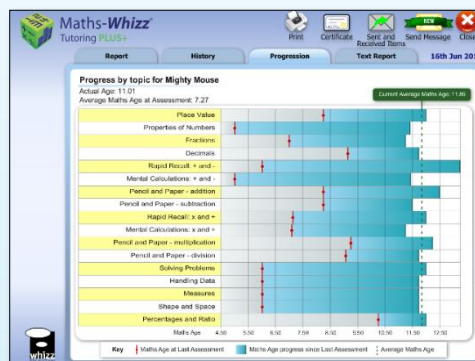 Maths-Whizz®
Tutoring PLUS+
Print
Certificate
Sent and
Received Items
NEW
Send Message
Close
Report
History
Progression
Text Report
16th Jun 201
Progress by topic for Mighty Mouse
Actual Age: 11.01
Average Maths Age at Assessment: 7.27
Current Average Maths Age: 11.85
Place Value
Properties of Numbers
Fractions
Decimals
Rapid Recall: + and -
Mental Calculations: + and -
Pencil and Paper - addition
Pencil and Paper - subtraction
Rapid Recall: x and ÷
Mental Calculations: x and ÷
Pencil and Paper - multiplication
Pencil and Paper - division
Solving Problems
Handling Data
Measures
Shape and Space
Percentages and Ratio
Maths Age 4.50 5.50 6.50 7.50 8.50 9.50 10.50 11.50 12.50
Key Maths Age at Last Assessment Maths Age progress since Last Assessment Average Maths Age
whizz